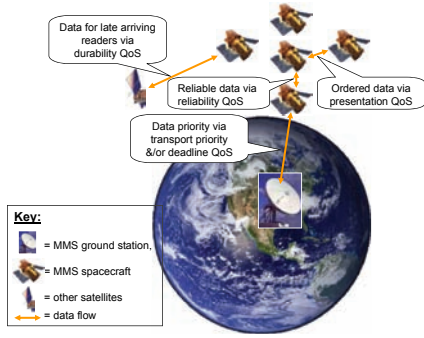 Data for late arriving
readers via
durability QoS
Reliable data via
reliability QoS
Ordered data via
presentation QoS
Data priority via
transport priority
&/or deadline QoS
Key:
= MMS ground station,
= MMS spacecraft
= other satellites
= data flow